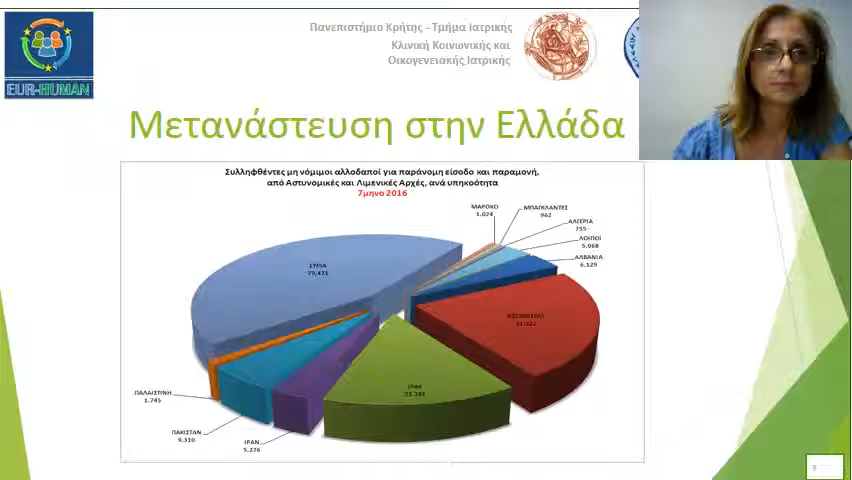 Πανεπιστήμιο Κρήτης - Τμήμα Ιατρικής
Κλινική Κοινωνικής και
Οικογενειακής Ιατρικής
EUR-HUMAN
Μετανάστευση στην Ελλάδα
Συλληφθέντες μη νόμιμοι αλλοδαποί για παράνομη είσοδο και παραμονή,
από Αστυνομικές και Λιμενικές Αρχές, ανά υπηκοότητα
7μηνο 2016
ΜΑΡΟΚΟ
1.024
ΜΠΑΓΚΛΑΝΤΕΣ
962
ΑΛΓΕΡΙΑ
755
ΛΟΙΠΟΙ
5.068
ΑΛΒΑΝΙΑ
6.129
ΣΥΡΙΑ
ΙΡΑΚ
ΠΑΛΑΙΣΤΙΝΗ
1.745
ΠΑΚΙΣΤΑΝ
9.310
ΙΡΑΝ
5.276